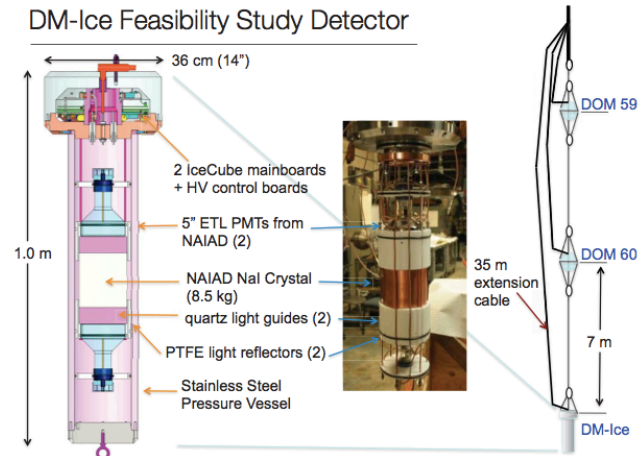 DM-Ice Feasibility Study Detector
36 cm (14”)
DOM 59
2 IceCube mainboards
+ HV control boards
5” ETL PMTs from
NAIAD (2)
1.0 m
NAIAD NaI Crystal
(8.5 kg)
quartz light guides (2)
PTFE light reflectors (2)
Stainless Steel
Pressure Vessel
DOM 60
35 m
extension
cable
7 m
DM-Ice